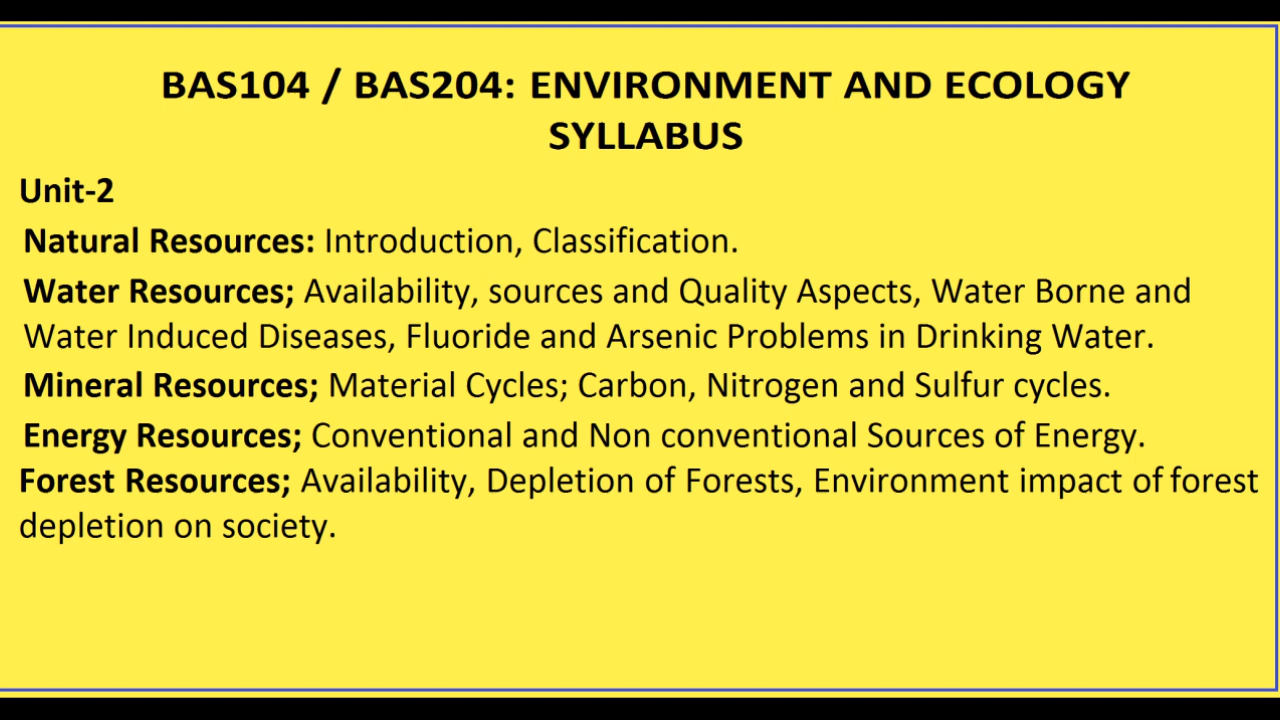 BAS104 / BAS204: ENVIRONMENT AND ECOLOGY
SYLLABUS
Unit-2
Natural Resources: Introduction, Classification.
Water Resources; Availability, sources and Quality Aspects, Water Borne and
Water Induced Diseases, Fluoride and Arsenic Problems in Drinking Water.
Mineral Resources; Material Cycles; Carbon, Nitrogen and Sulfur cycles.
Energy Resources; Conventional and Non conventional Sources of Energy.
Forest Resources; Availability, Depletion of Forests, Environment impact of forest
depletion on society.